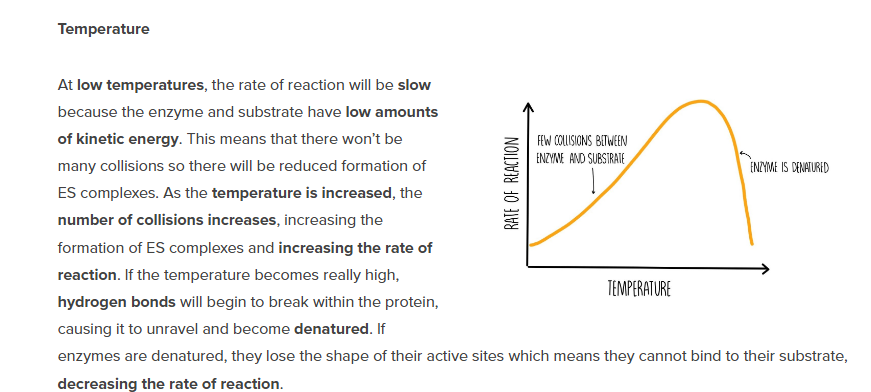 Temperature
At low temperatures, the rate of reaction will be slow
because the enzyme and substrate have low amounts
of kinetic energy. This means that there won't be
many collisions so there will be reduced formation of
ES complexes. As the temperature is increased, the
number of collisions increases, increasing the
formation of ES complexes and increasing the rate of
reaction. If the temperature becomes really high,
hydrogen bonds will begin to break within the protein,
causing it to unravel and become denatured. If
enzymes are denatured, they lose the shape of their active sites which means they cannot bind to their substrate,
decreasing the rate of reaction.
RATE OF REACTION
FEW COLLISIONS BETWEEN
ENZYME AND SUBSTRATE
ENZYME IS DENATURED
TEMPERATURE